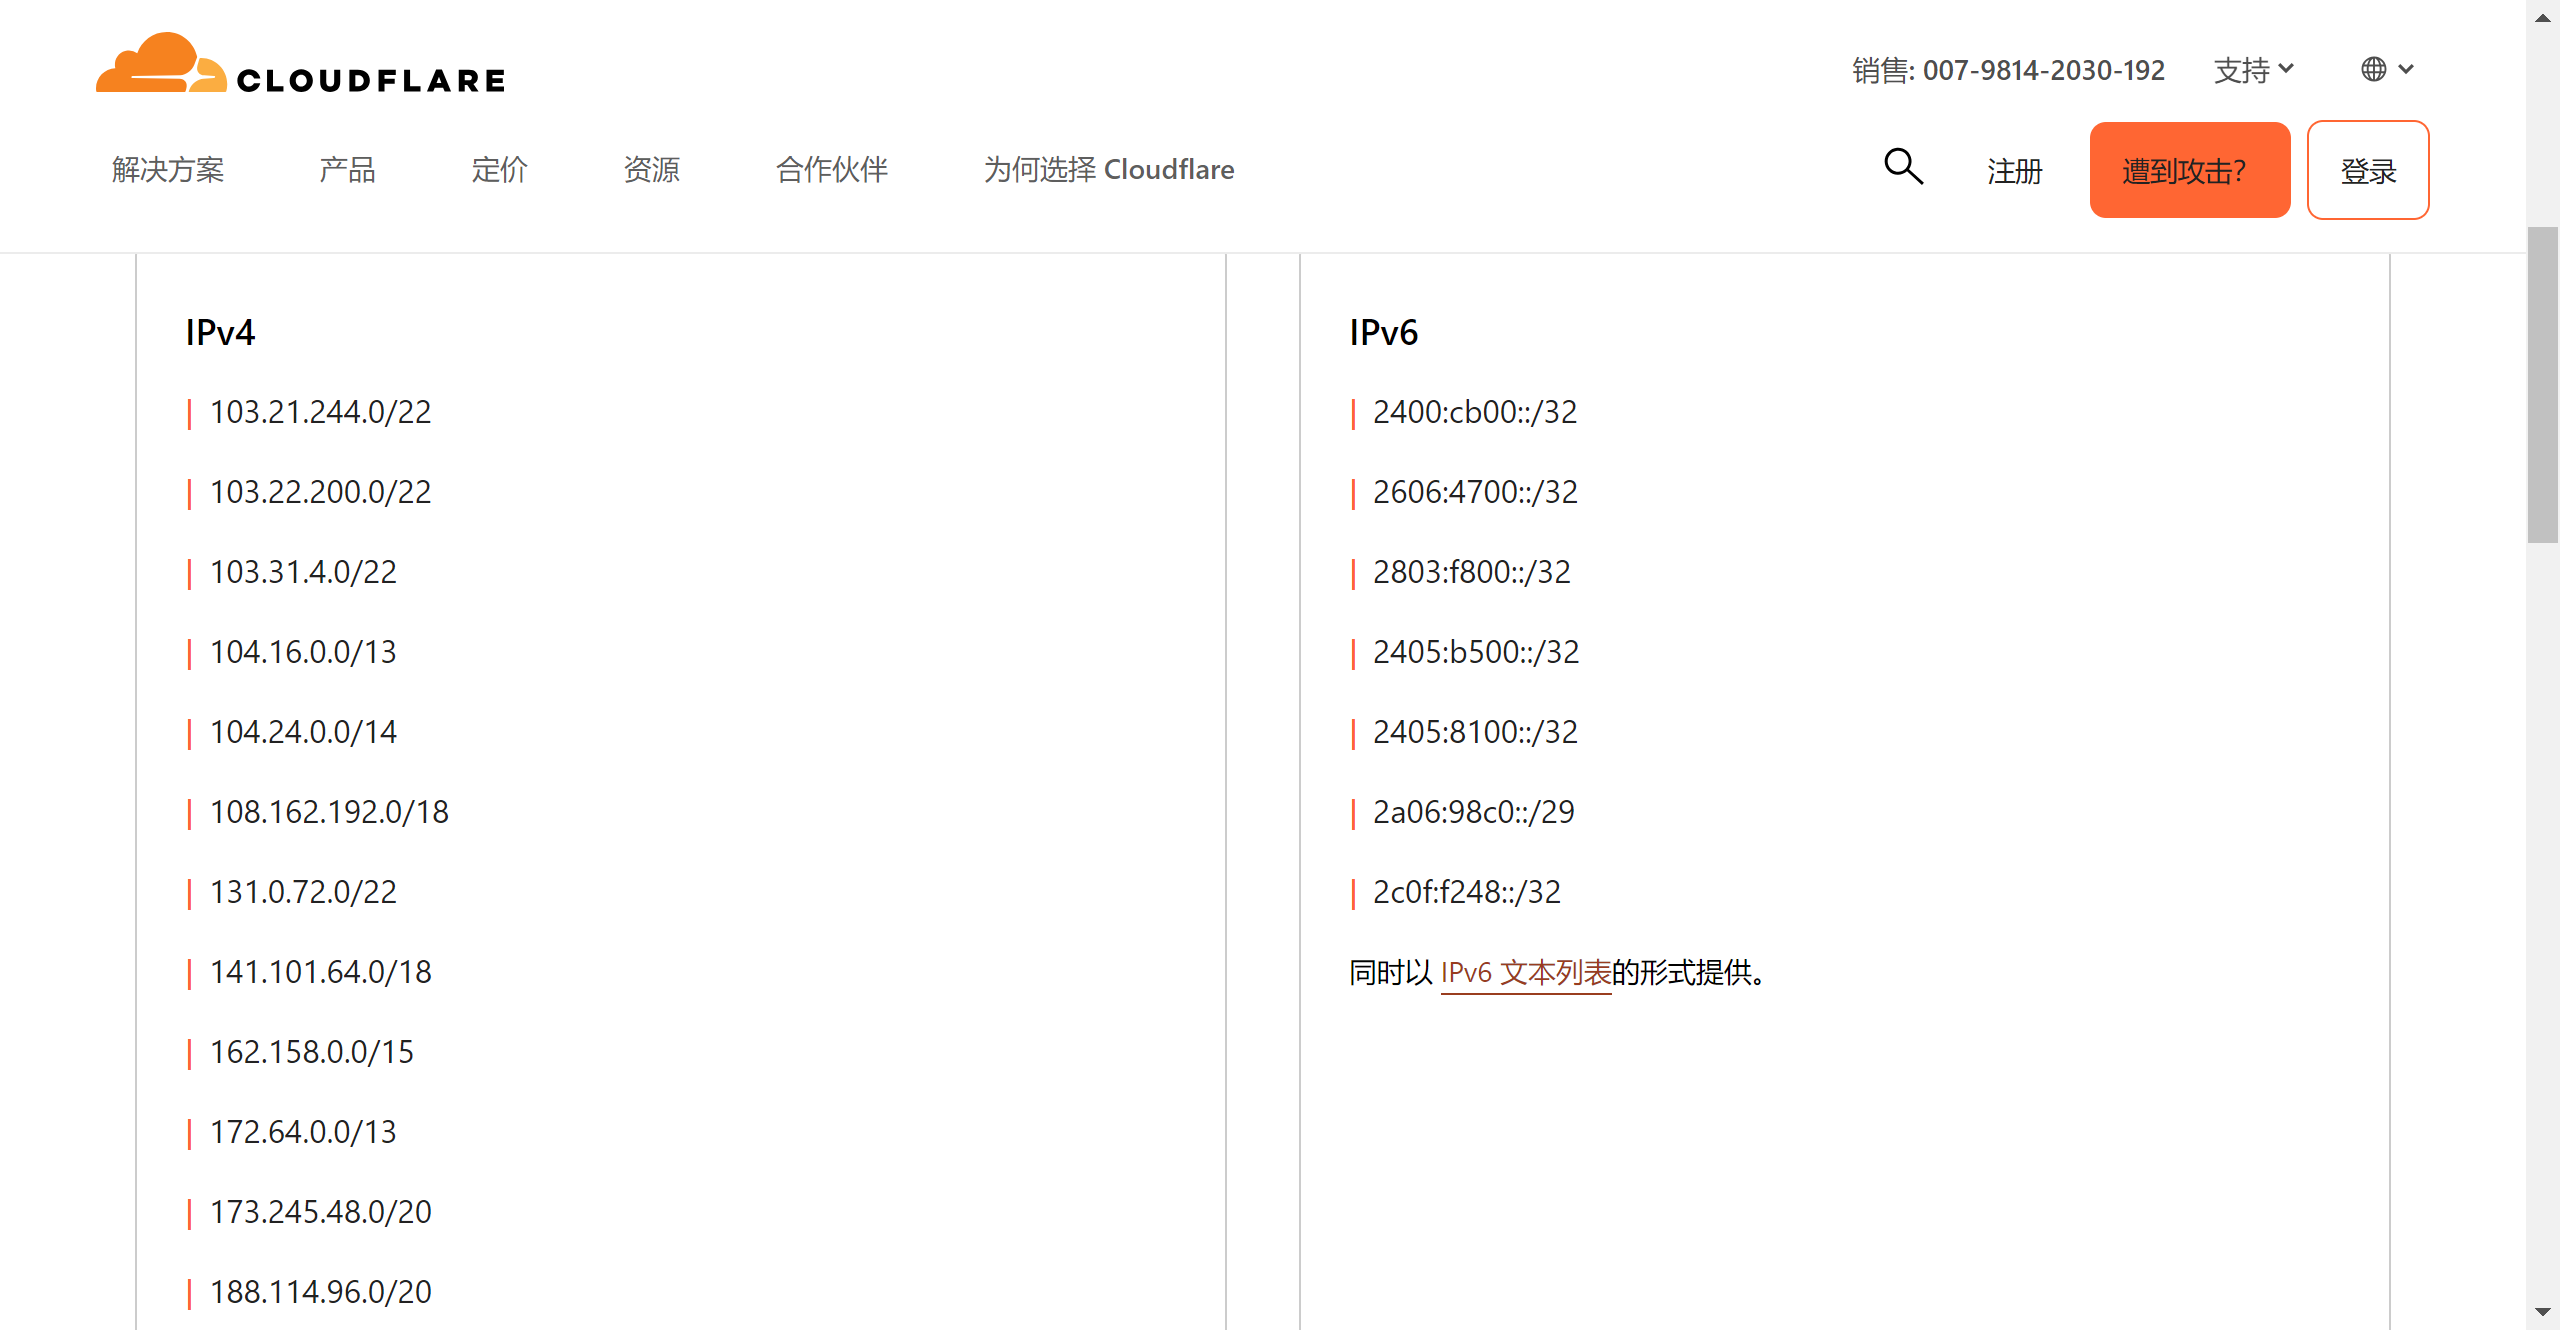 CLOUDFLARE
销售: 007-9814-2030-192
支持
解决方案
产品
定价
资源
合作伙伴
为何选择 Cloudflare
注册
遭到攻击?
登录
IPv4
103.21.244.0/22
103.22.200.0/22
103.31.4.0/22
104.16.0.0/13
104.24.0.0/14
108.162.192.0/18
131.0.72.0/22
141.101.64.0/18
162.158.0.0/15
172.64.0.0/13
173.245.48.0/20
188.114.96.0/20
IPv6
2400:cb00::/32
2606:4700::/32
2803:f800::/32
2405:b500::/32
2405:8100::/32
2a06:98c0::/29
2c0f:f248::/32
同时以 IPv6 文本列表的形式提供。